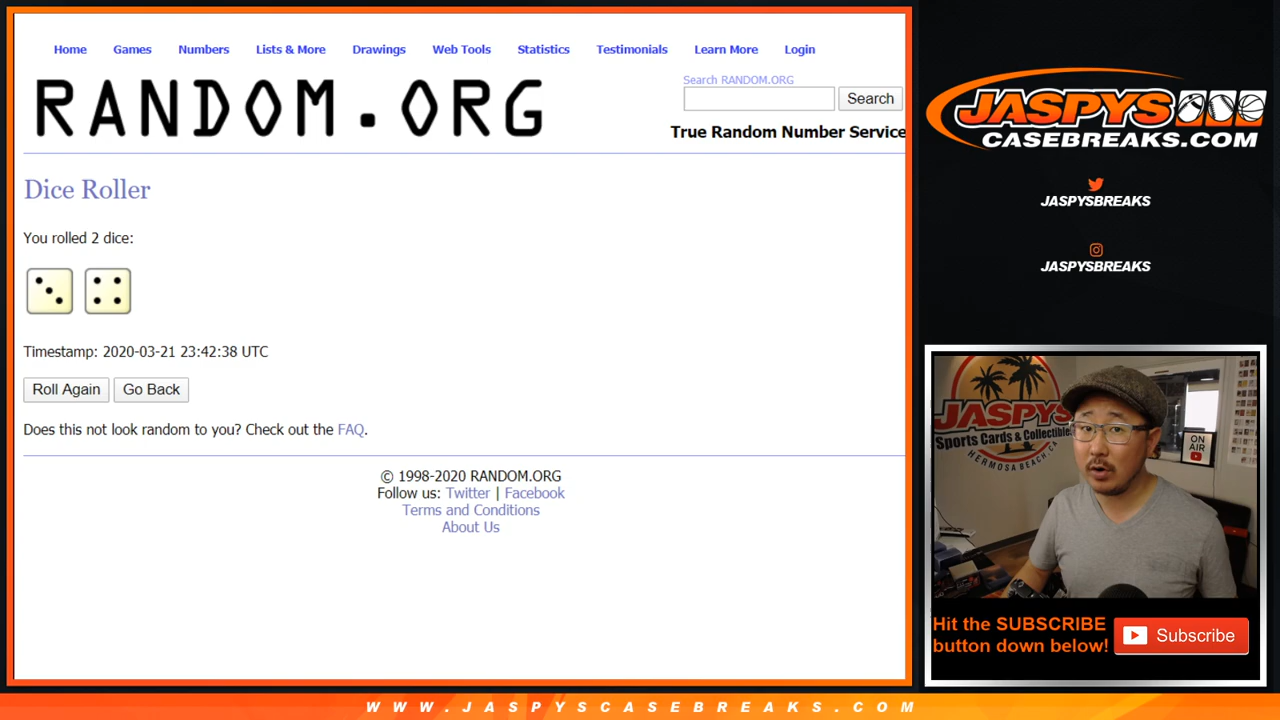 Home Games Numbers Lists & More Drawings Web Tools Statistics Testimonials Learn More Login
RANDOM.ORG
Search RANDOM.ORG
Search
True Random Number Service
Dice Roller
You rolled 2 dice:
Timestamp: 2020-03-21 23:42:38 UTC
Roll Again Go Back
Does this not look random to you? Check out the FAQ.
© 1998-2020 RANDOM.ORG
Follow us: Twitter | Facebook
Terms and Conditions
About Us
JASPYS
CASEBREAKS.COM
JASPYSBREAKS
JASPYSBREAKS
JASPYS
Sports Cards & Collectibles
HERMOSA BEACH, CA
ON
AIR
Hit the SUBSCRIBE
button down below!
Subscribe
WWW.JASPYSCASEBREAKS.COM